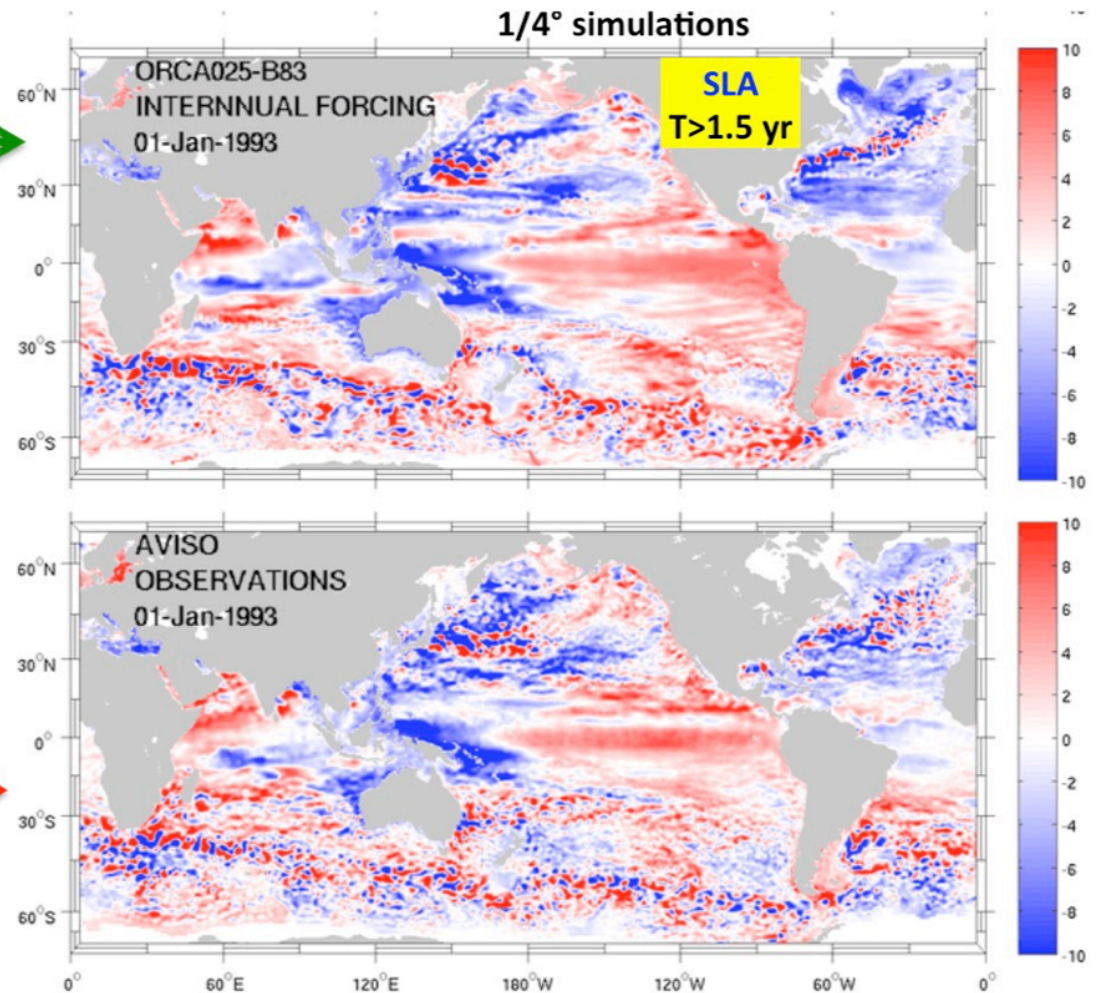 1/4° simulations
ORCA025-B83
INTERNNUAL FORCING
01-Jan-1993
SLA
T>1.5 yr
60°N
30°N
0°
30°S
60°S
10
8
6
4
2
0
-2
-4
-6
-8
-10
AVISO
OBSERVATIONS
01-Jan-1993
60°N
30°N
0°
30°S
60°S
10
8
6
4
2
0
-2
-4
-6
-8
-10
0° 60°E 120°E 180°W 120°W 60°W 0°